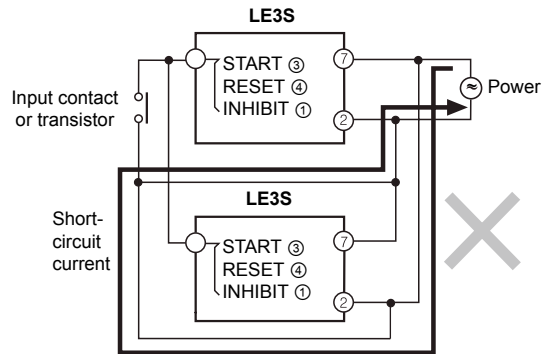 LE3S
START ③
RESET ④
INHIBIT ①
⑦
②
Input contact
or transistor
Power
Short-
circuit
current
LE3S
START ③
RESET ④
INHIBIT ①
⑦
②